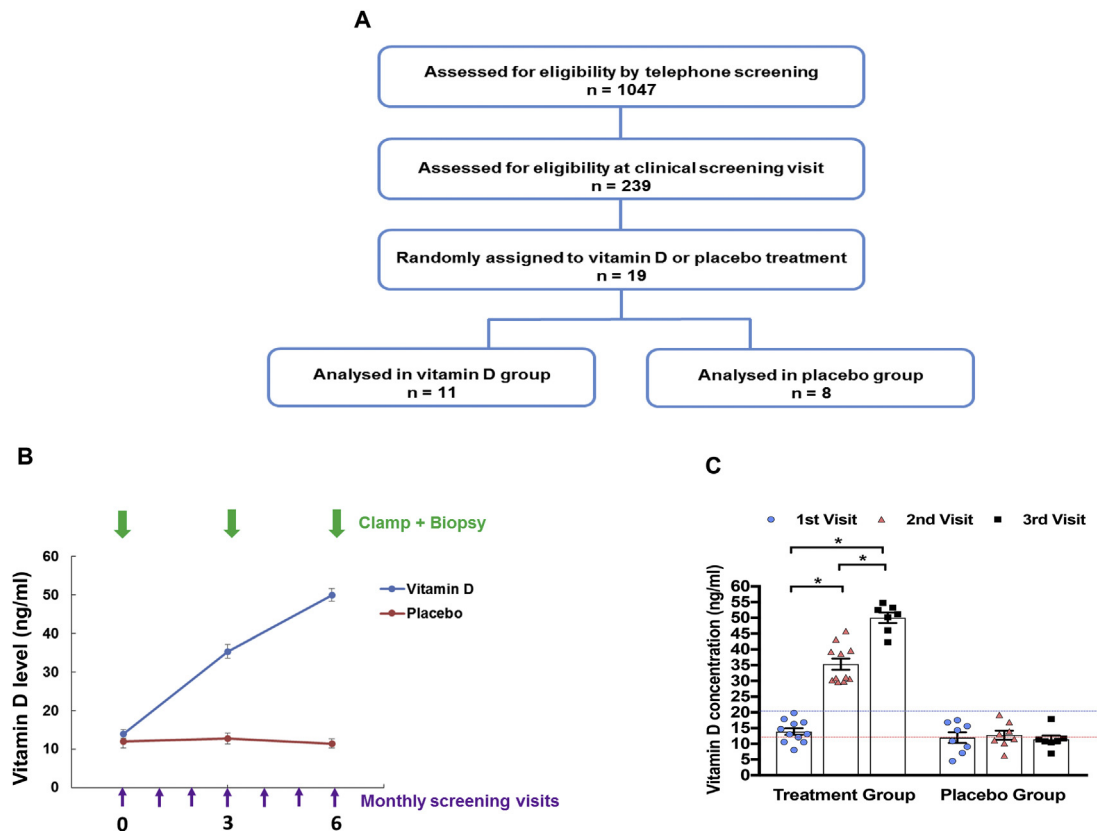 A
Assessed for eligibility by telephone screening
n = 1047
Assessed for eligibility at clinical screening visit
n = 239
Randomly assigned to vitamin D or placebo treatment
n = 19
Analysed in vitamin D group
n = 11
Analysed in placebo group
n = 8
B
Clamp + Biopsy
Vitamin D level (ng/ml)
60
50
40
30
20
10
0
Vitamin D
Placebo
Monthly screening visits
0 3 6
C
1st Visit 2nd Visit 3rd Visit
Vitamin D concentration (ng/ml)
60
55
50
45
40
35
30
25
20
15
10
5
0
*
*
*
Treatment Group Placebo Group